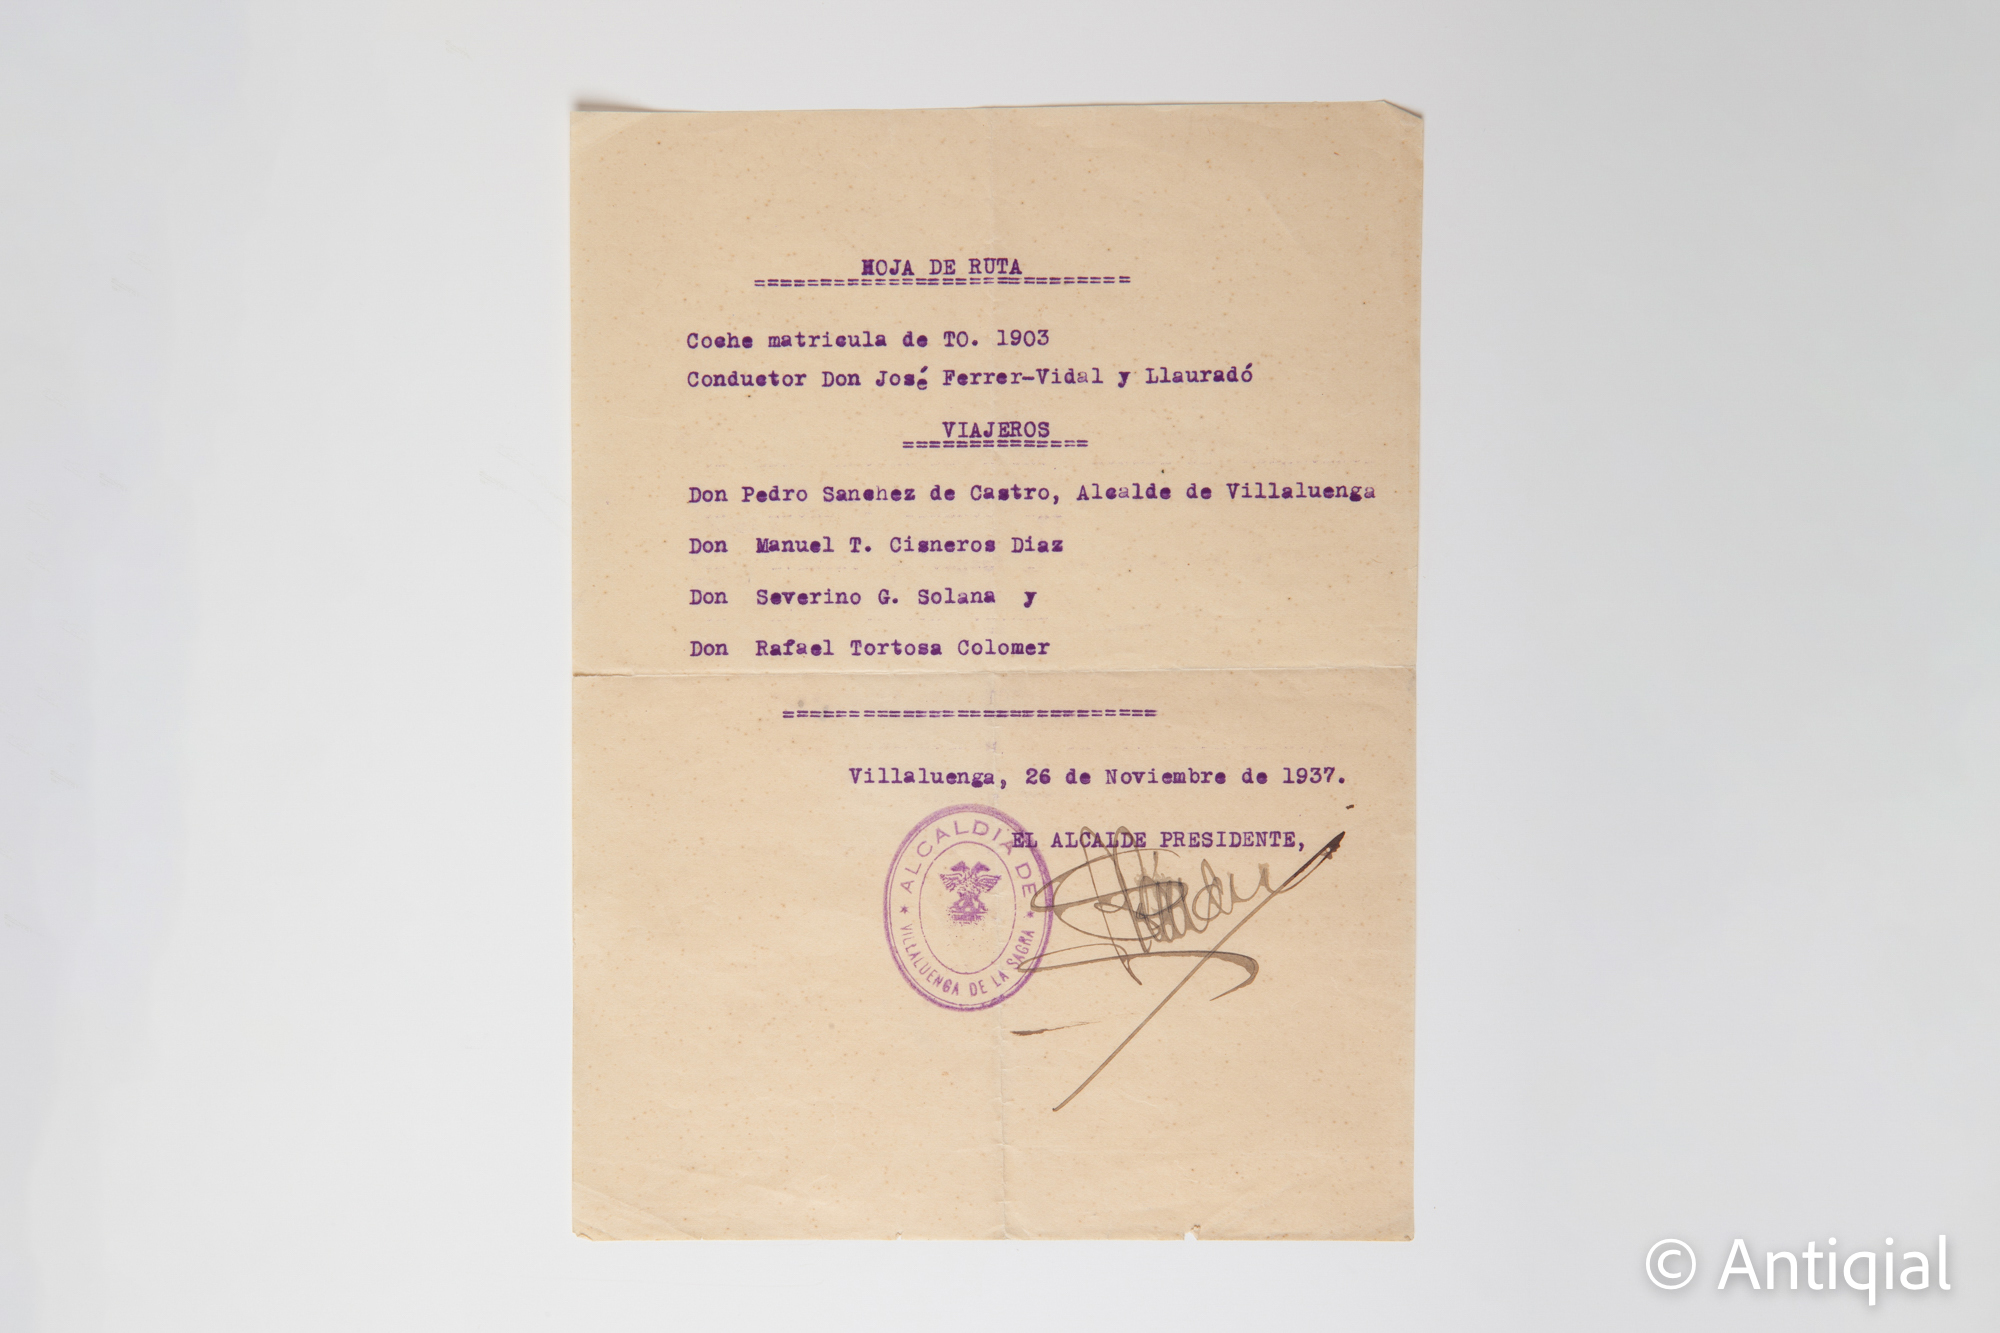 HOJA DE RUTA
============================
Coche matricula de TO. 1903
Conductor Don José Ferrer-Vidal y Llauradó
VIAJEROS
==============
Don Pedro Sanchez de Castro, Alcalde de Villaluenga
Don Manuel T. Cisneros Diaz
Don Severino G. Solana y
Don Rafael Tortosa Colomer
============================
Villaluenga, 26 de Noviembre de 1937.
EL ALCALDE PRESIDENTE,
ALCALDIA DE
* VILLALUENGA DE LA SAGRA *
© Antiqial